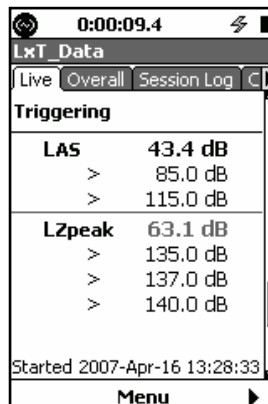 0:00:09.4
LxT_Data
Live Overall Session Log C
Triggering
LAS 43.4 dB
> 85.0 dB
> 115.0 dB
LZpeak 63.1 dB
> 135.0 dB
> 137.0 dB
> 140.0 dB
Started 2007-Apr-16 13:28:33
Menu